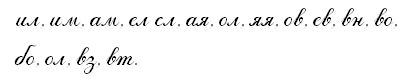 ил, им, ам, ел сл, ая, ол, яя, ов, ев, вн, во,
бо, ол, вз, вт.